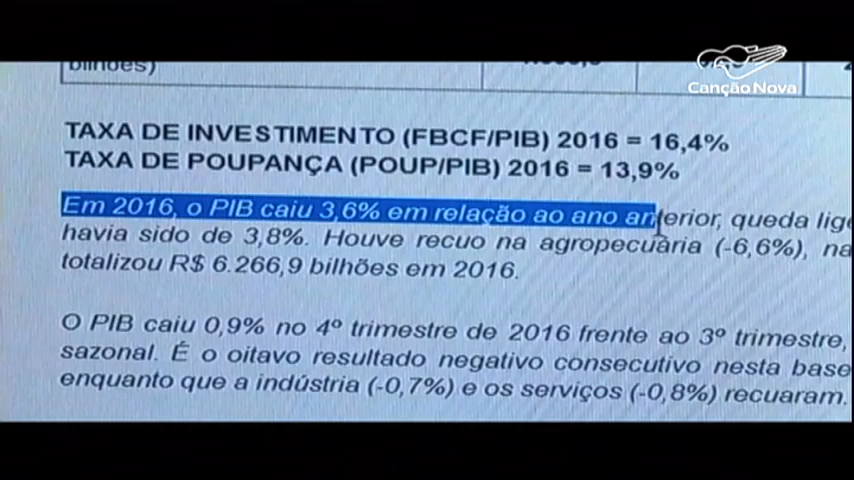 Canção Nova
bilhões)
TAXA DE INVESTIMENTO (FBCF/PIB) 2016 = 16,4%
TAXA DE POUPANÇA (POUP/PIB) 2016 = 13,9%
Em 2016, o PIB caiu 3,6% em relação ao ano anterior, queda lige
havia sido de 3,8%. Houve recuo na agropecuária (-6,6%), na
totalizou R$ 6.266,9 bilhões em 2016.
O PIB caiu 0,9% no 4º trimestre de 2016 frente ao 3º trimestre,
sazonal. É o oitavo resultado negativo consecutivo nesta base
enquanto que a indústria (-0,7%) e os serviços (-0,8%) recuaram.